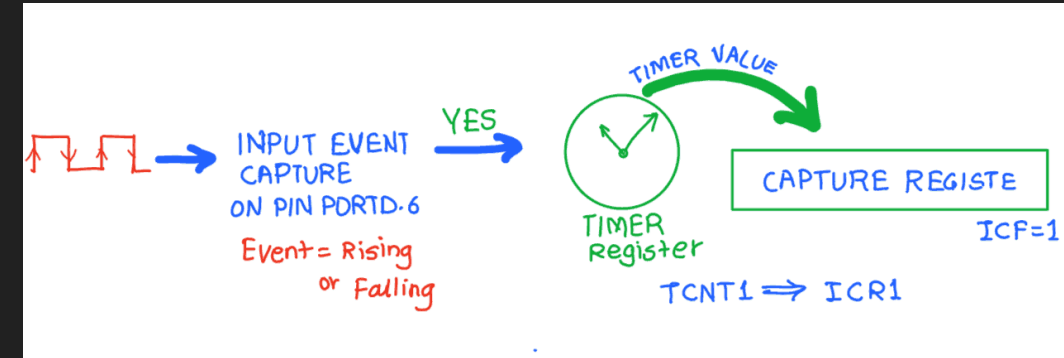 TIMER VALUE
YES
INPUT EVENT
CAPTURE
ON PIN PORTD.6
Event = Rising
or Falling
TIMER
Register
CAPTURE REGISTE
ICF=1
TCNT1 ⇒ ICR1